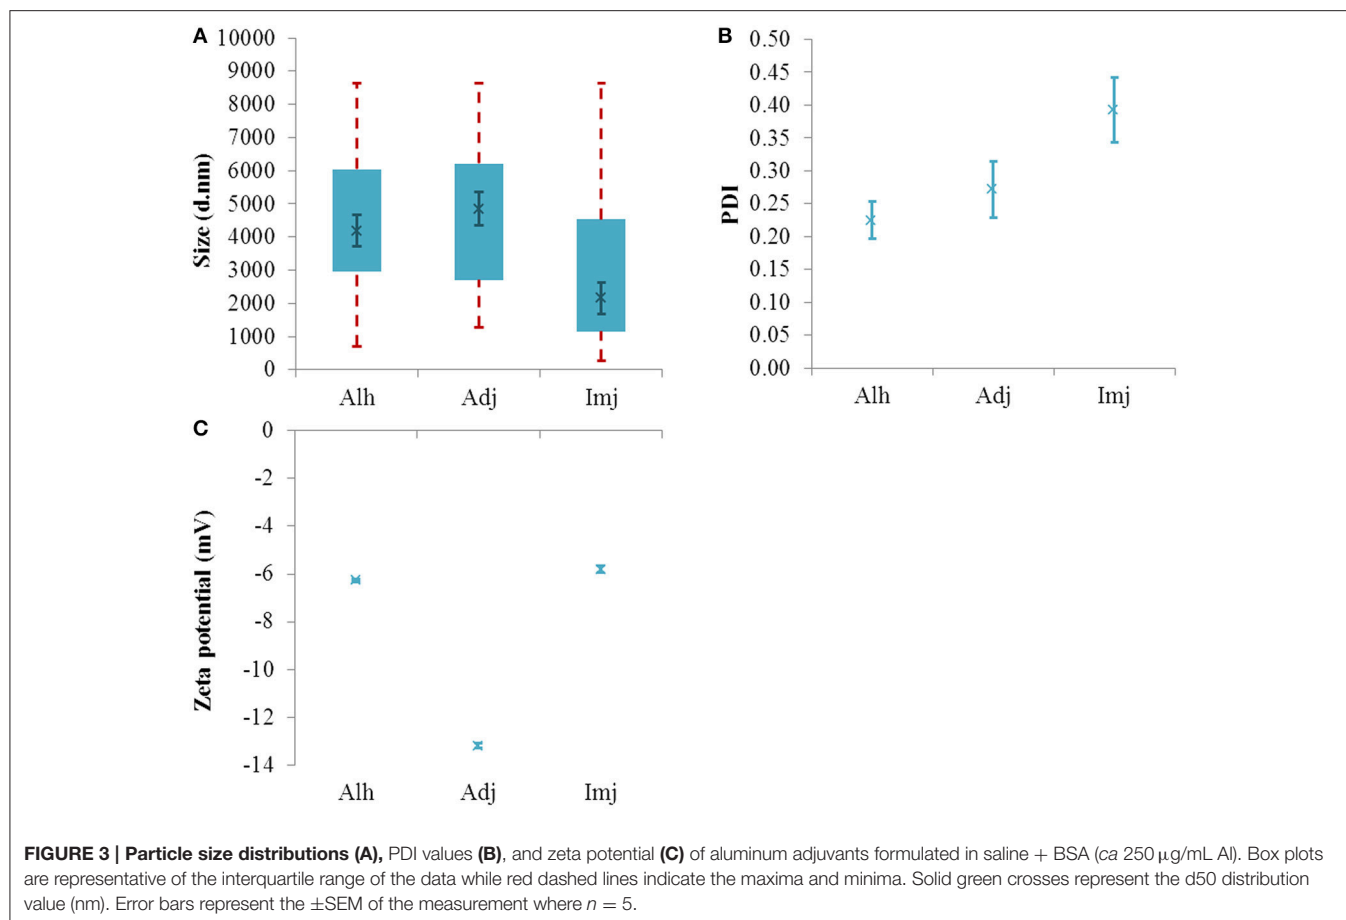 A
10000
9000
8000
7000
6000
5000
4000
3000
2000
1000
0
Size (d.nm)
Alh Adj Imj
B
0.50
0.45
0.40
0.35
0.30
0.25
0.20
0.15
0.10
0.05
0.00
PDI
Alh Adj Imj
C
0
-2
-4
-6
-8
-10
-12
-14
Zeta potential (mV)
Alh Adj Imj
FIGURE 3 | Particle size distributions (A), PDI values (B), and zeta potential (C) of aluminum adjuvants formulated in saline + BSA (ca 250 μg/mL Al). Box plots
are representative of the interquartile range of the data while red dashed lines indicate the maxima and minima. Solid green crosses represent the d50 distribution
value (nm). Error bars represent the ±SEM of the measurement where n = 5.